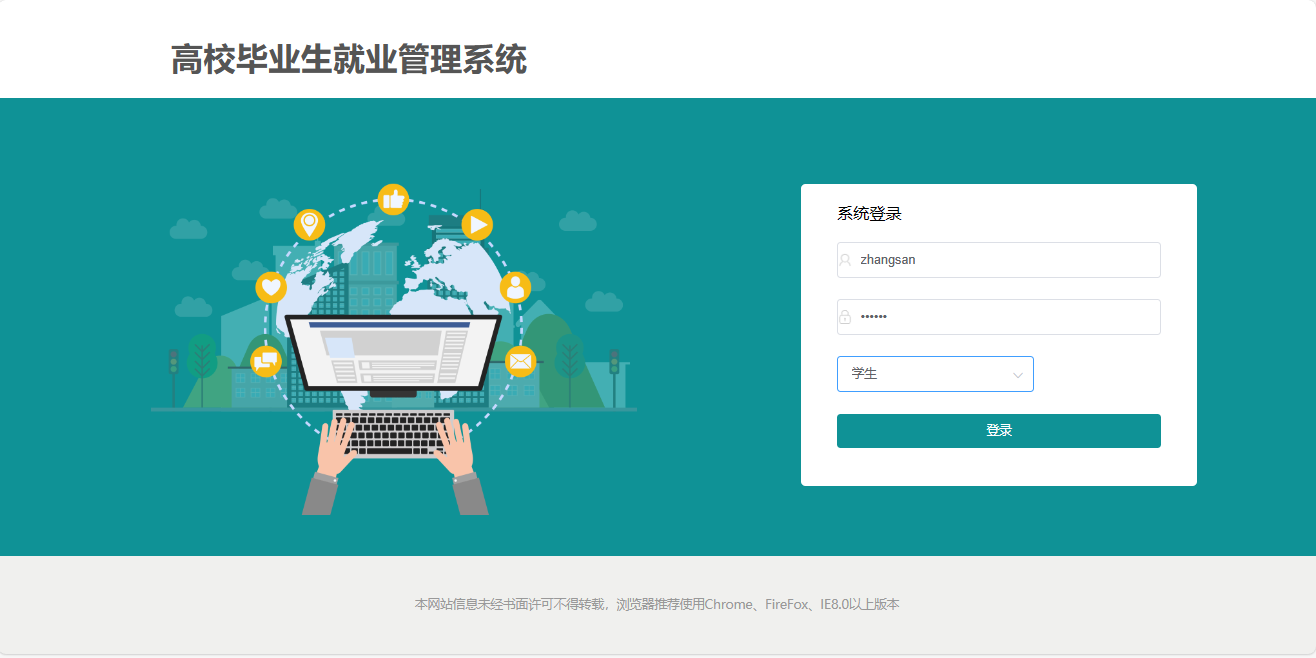 高校毕业生就业管理系统
系统登录
zhangsan
••••••
学生
登录
本网站信息未经书面许可不得转载，浏览器推荐使用Chrome、FireFox、IE8.0以上版本